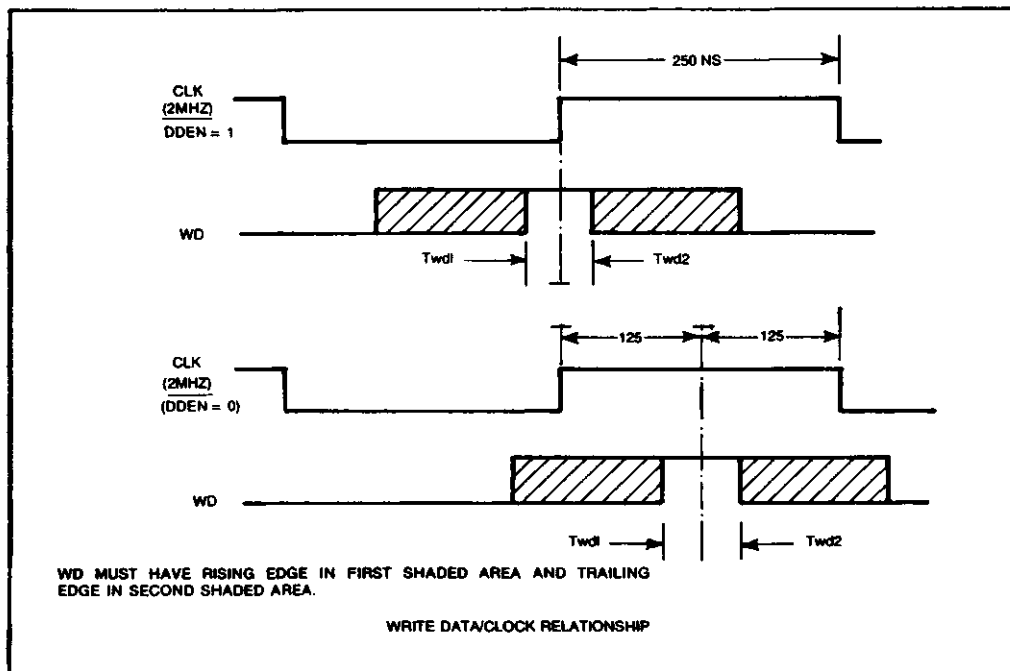 250 NS
CLK
(2MHZ)
DDEN = 1
WD
Twdl
Twd2
125
125
CLK
(2MHZ)
(DDEN = 0)
WD
Twdl
Twd2
WD MUST HAVE RISING EDGE IN FIRST SHADED AREA AND TRAILING
EDGE IN SECOND SHADED AREA.
WRITE DATA/CLOCK RELATIONSHIP